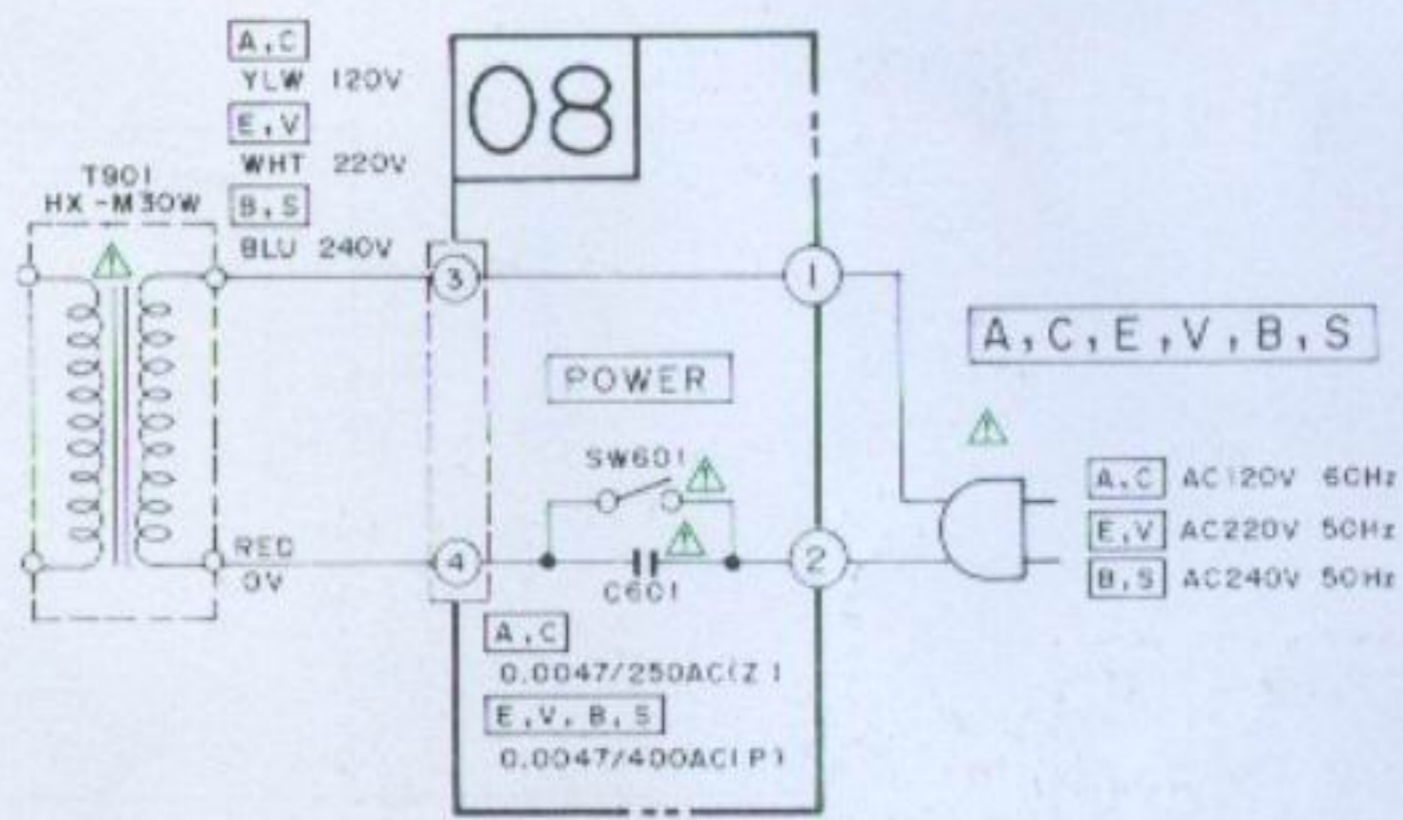 A,C
YLW 120V
E,V
WHT 220V
B,S
BLU 240V
T901
HX-M30W
08
3
1
POWER
SW601
RED
0V
4
C601
2
A,C
0.0047/250AC(Z)
E,V,B,S
0.0047/400AC(P)
A,C,E,V,B,S
A,C AC120V 60Hz
E,V AC220V 50Hz
B,S AC240V 50Hz